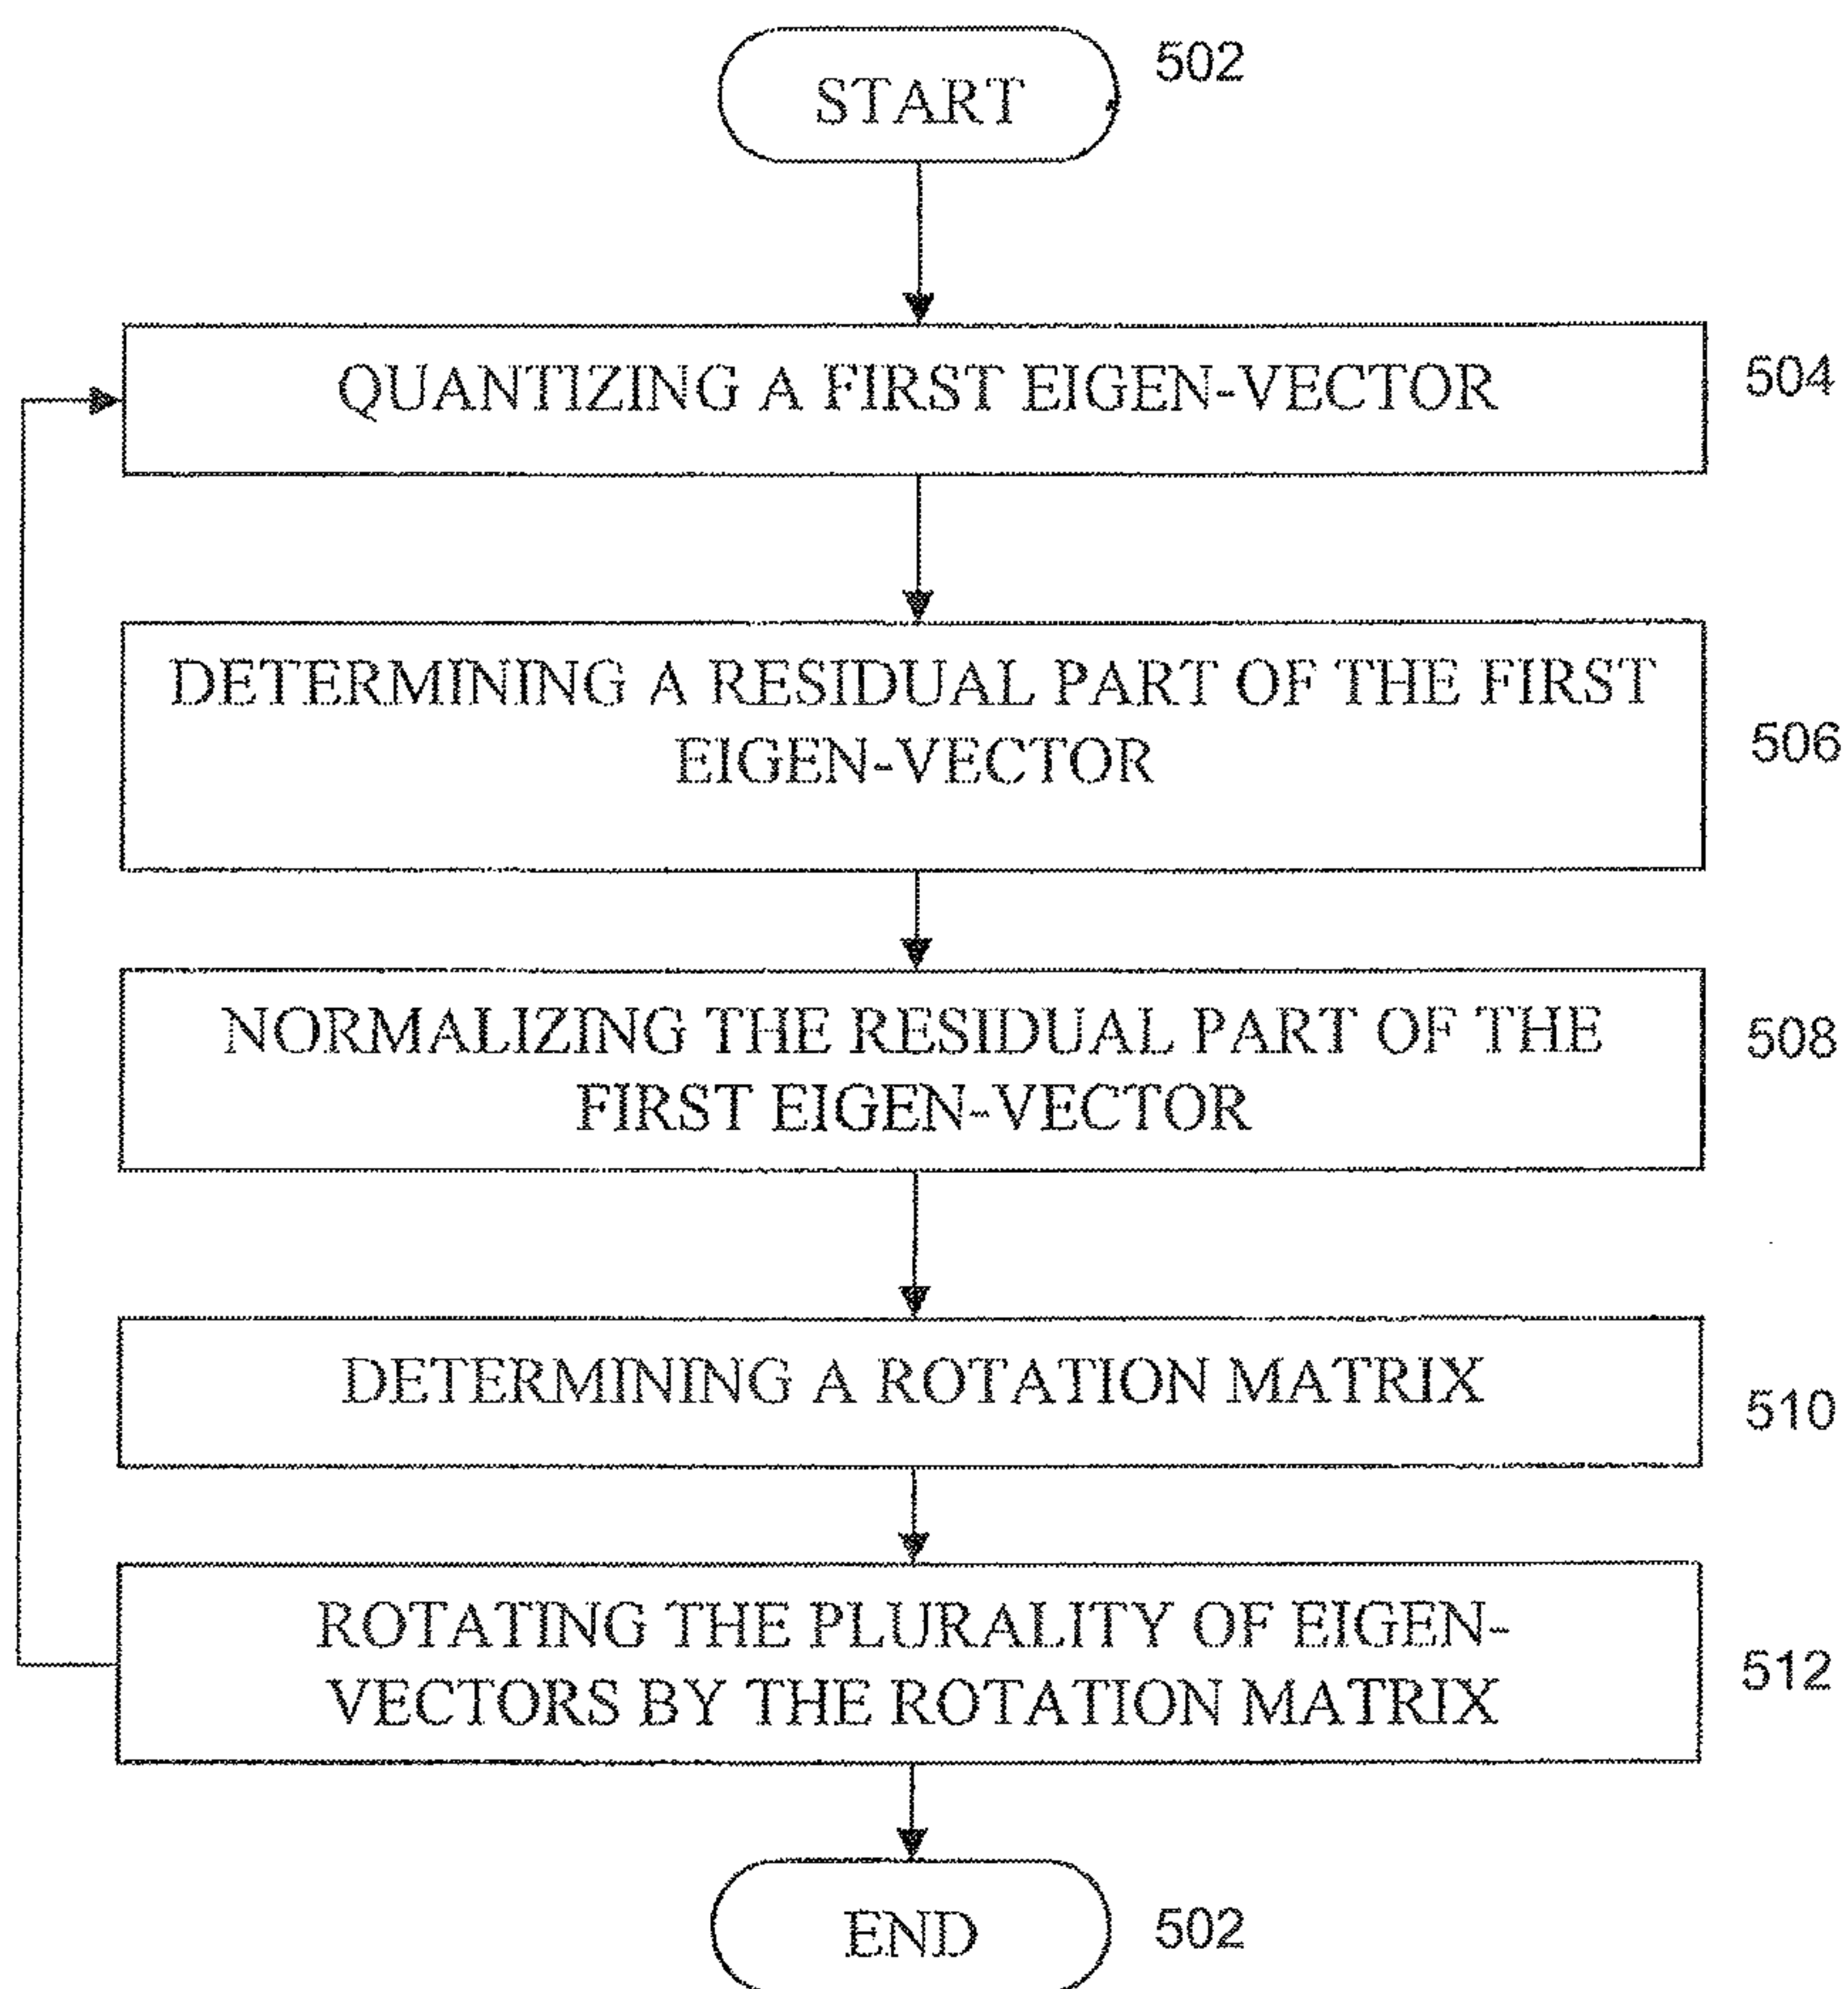 START
502
QUANTIZING A FIRST EIGEN-VECTOR
504
DETERMINING A RESIDUAL PART OF THE FIRST
EIGEN-VECTOR
506
NORMALIZING THE RESIDUAL PART OF THE
FIRST EIGEN-VECTOR
508
DETERMINING A ROTATION MATRIX
510
ROTATING THE PLURALITY OF EIGEN-
VECTORS BY THE ROTATION MATRIX
512
END
502